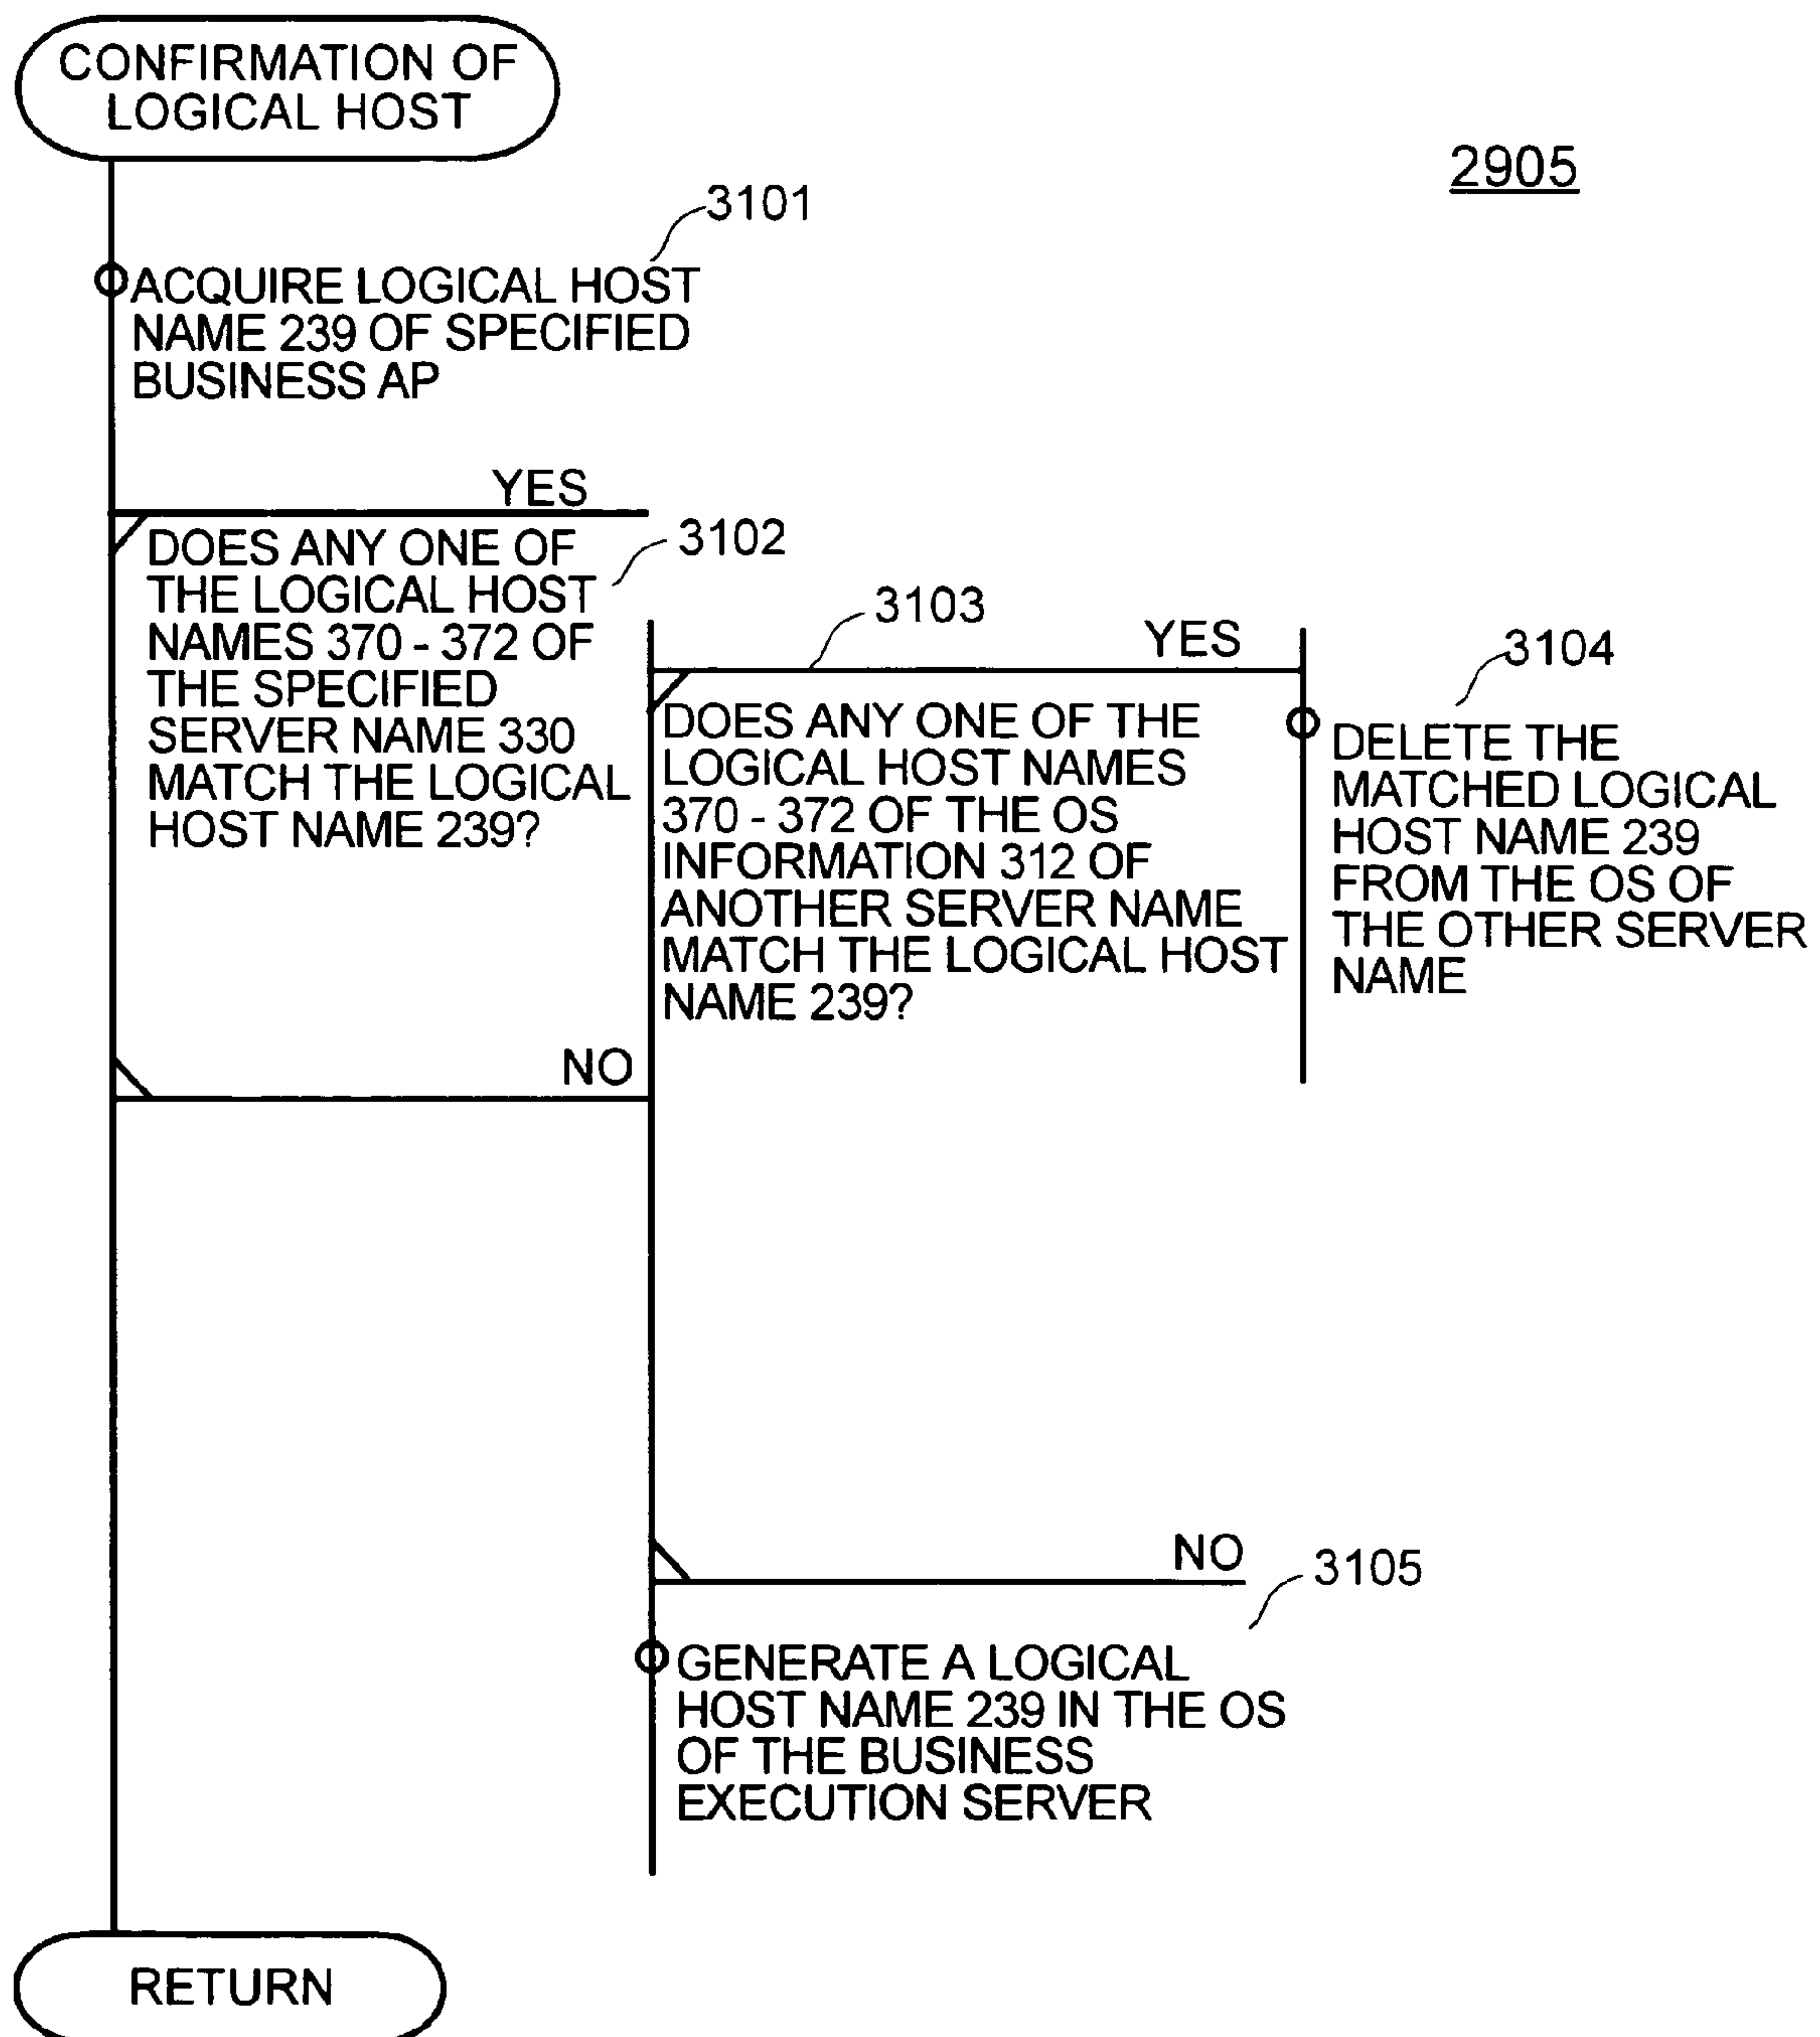 CONFIRMATION OF
LOGICAL HOST
2905
3101
ACQUIRE LOGICAL HOST
NAME 239 OF SPECIFIED
BUSINESS AP
YES
3102
DOES ANY ONE OF
THE LOGICAL HOST
NAMES 370 - 372 OF
THE SPECIFIED
SERVER NAME 330
MATCH THE LOGICAL
HOST NAME 239?
3103
YES
DOES ANY ONE OF THE
LOGICAL HOST NAMES
370 - 372 OF THE OS
INFORMATION 312 OF
ANOTHER SERVER NAME
MATCH THE LOGICAL HOST
NAME 239?
3104
DELETE THE
MATCHED LOGICAL
HOST NAME 239
FROM THE OS OF
THE OTHER SERVER
NAME
NO
NO
3105
GENERATE A LOGICAL
HOST NAME 239 IN THE OS
OF THE BUSINESS
EXECUTION SERVER
RETURN